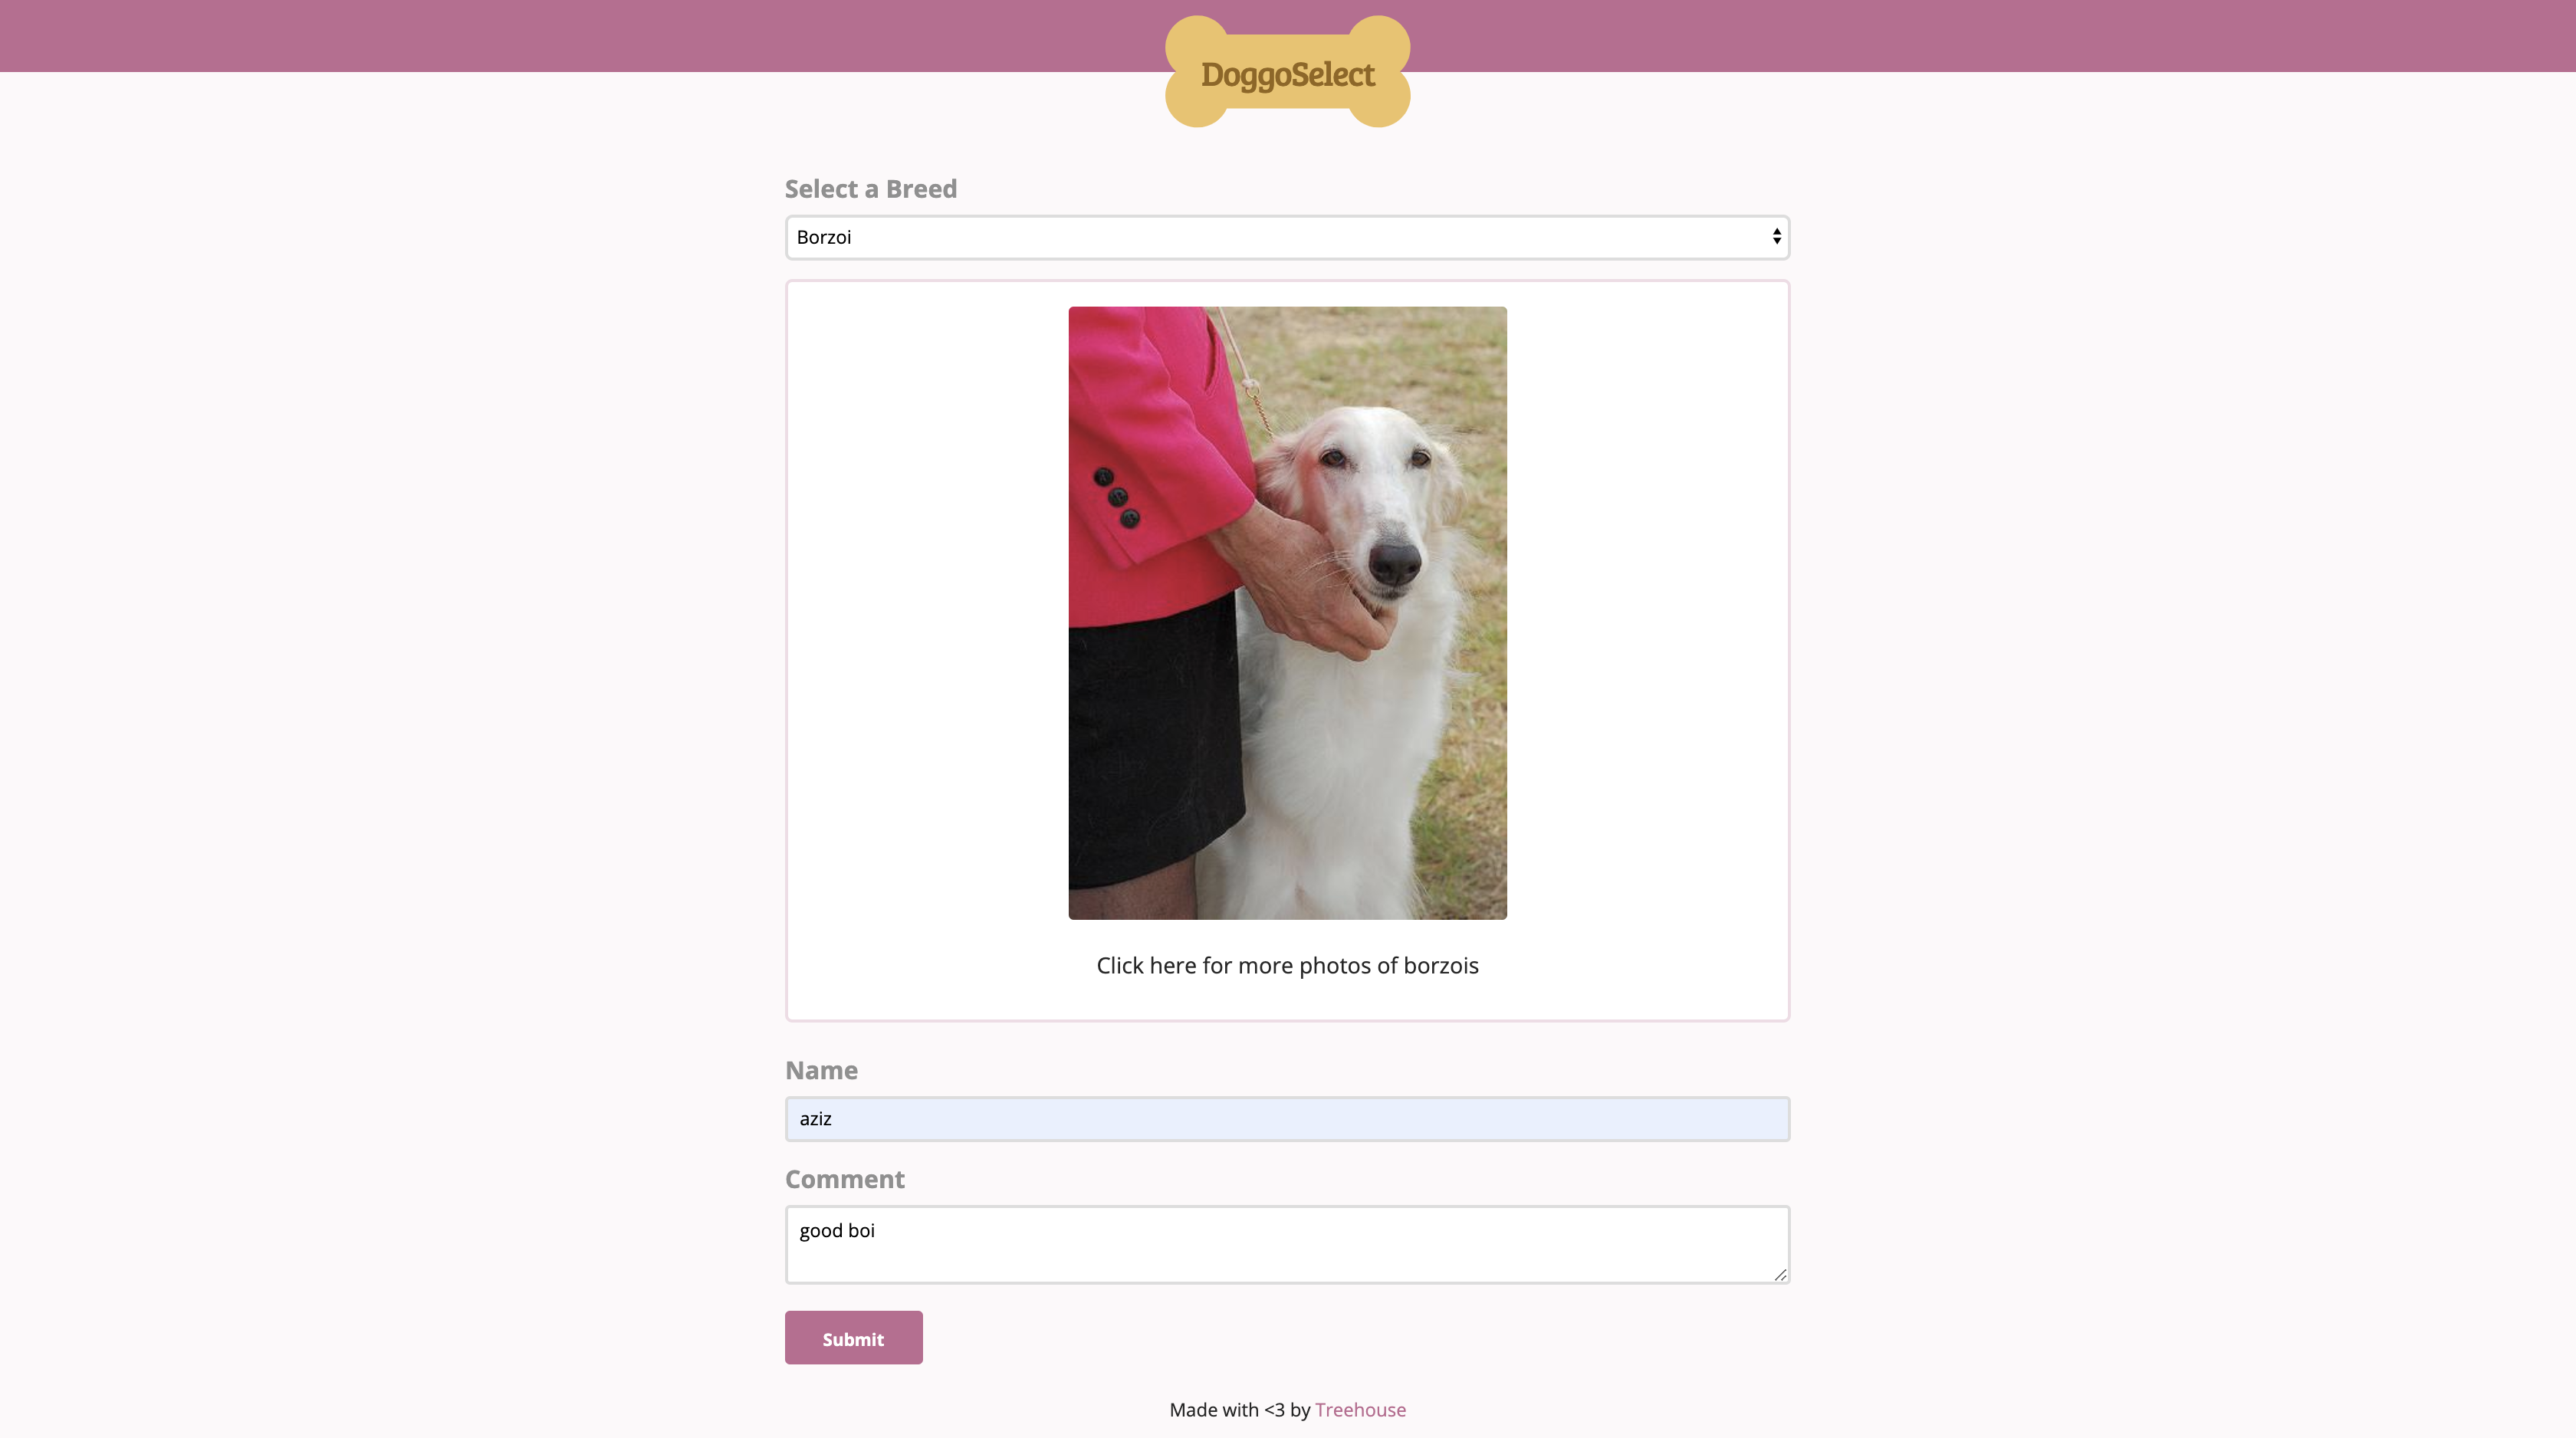 DoggoSelect
Select a Breed
Borzoi
Click here for more photos of borzois
Name
aziz
Comment
good boi
Submit
Made with <3 by Treehouse